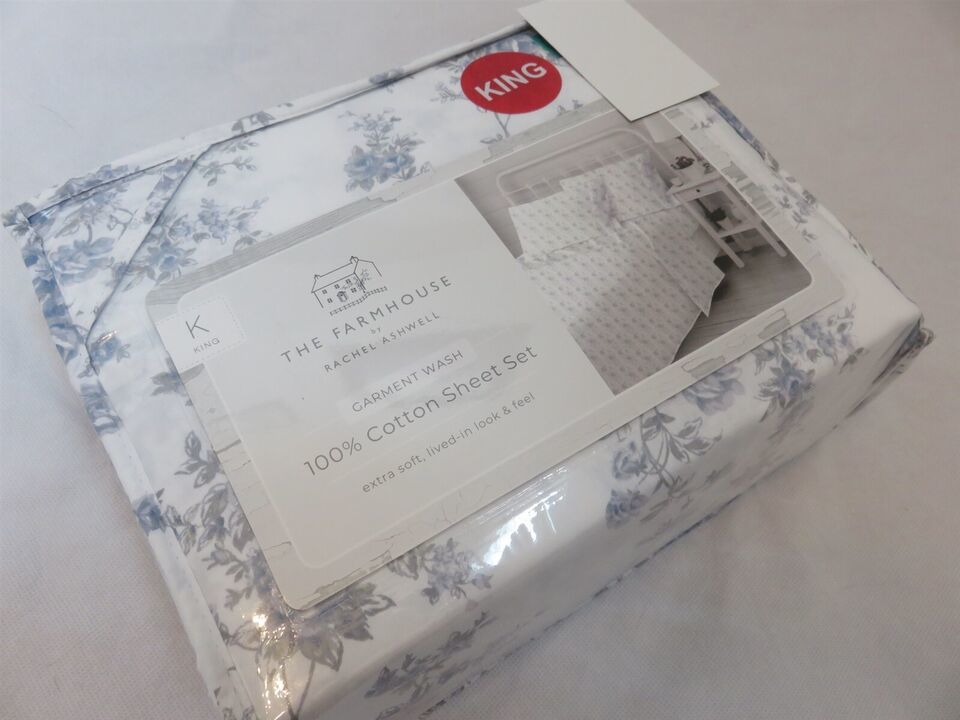 KING
K
KING
THE FARMHOUSE
by
RACHEL ASHWELL
GARMENT WASH
100% Cotton Sheet Set
extra soft, lived-in look & feel